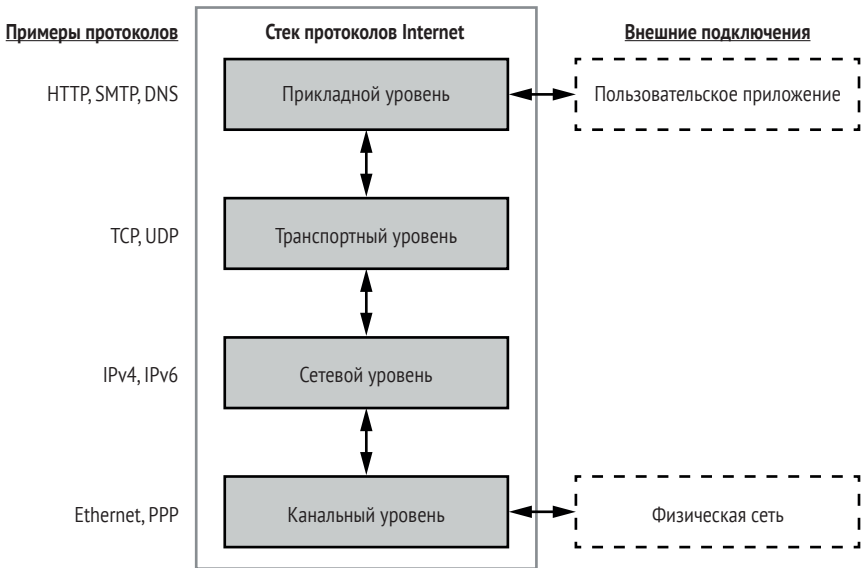 Примеры протоколов
Стек протоколов Internet
Внешние подключения
HTTP, SMTP, DNS
Прикладной уровень
Пользовательское приложение
TCP, UDP
Транспортный уровень
IPv4, IPv6
Сетевой уровень
Ethernet, PPP
Канальный уровень
Физическая сеть